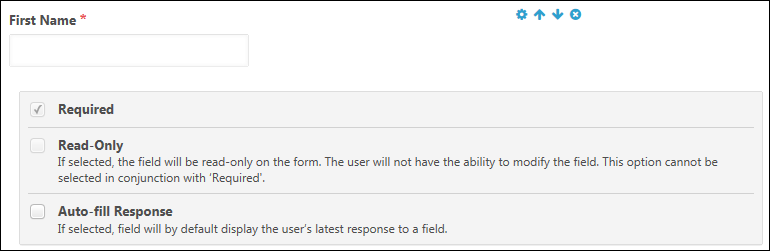 First Name *
Required
Read-Only
If selected, the field will be read-only on the form. The user will not have the ability to modify the field. This option cannot be
selected in conjunction with 'Required'.
Auto-fill Response
If selected, field will by default display the user's latest response to a field.